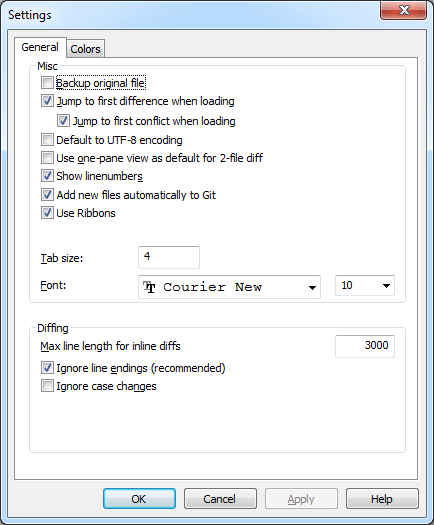 Settings
General Colors
Misc
Backup original file
Jump to first difference when loading
Jump to first conflict when loading
Default to UTF-8 encoding
Use one-pane view as default for 2-file diff
Show linenumbers
Add new files automatically to Git
Use Ribbons
Tab size: 4
Font: Courier New 10
Diffing
Max line length for inline diffs 3000
Ignore line endings (recommended)
Ignore case changes
OK Cancel Apply Help